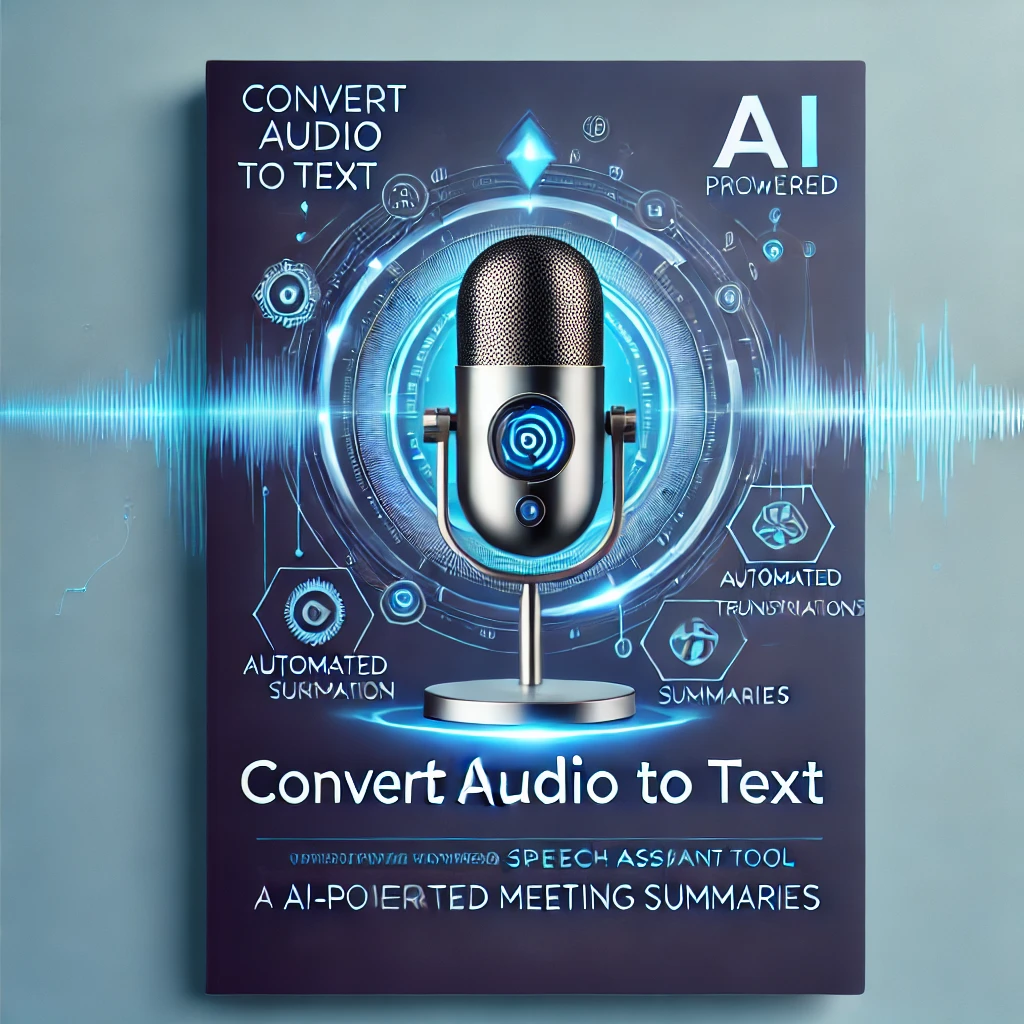 CONVERT
AUDIO
TO TEXT
AI
PROWERED
AUTOMATED
AUTOMATED
SUMMARIES
Convert Audio to Text
SPEECH ASSIANT TOOL
A AI-POIERRTED MEETING SUMMARIES